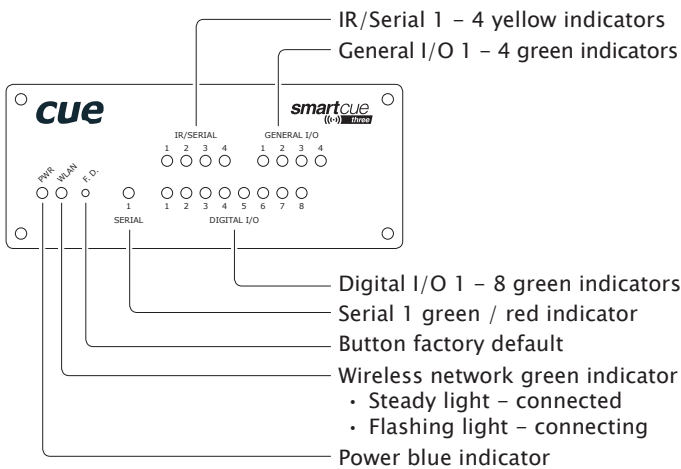 IR/Serial 1 – 4 yellow indicators
General I/O 1 – 4 green indicators
cue
smartcue
three
IR/SERIAL GENERAL I/O
1 2 3 4 1 2 3 4
PWR WLAN F. D.
1 1 2 3 4 5 6 7 8
SERIAL DIGITAL I/O
Digital I/O 1 – 8 green indicators
Serial 1 green / red indicator
Button factory default
Wireless network green indicator
• Steady light – connected
• Flashing light – connecting
Power blue indicator